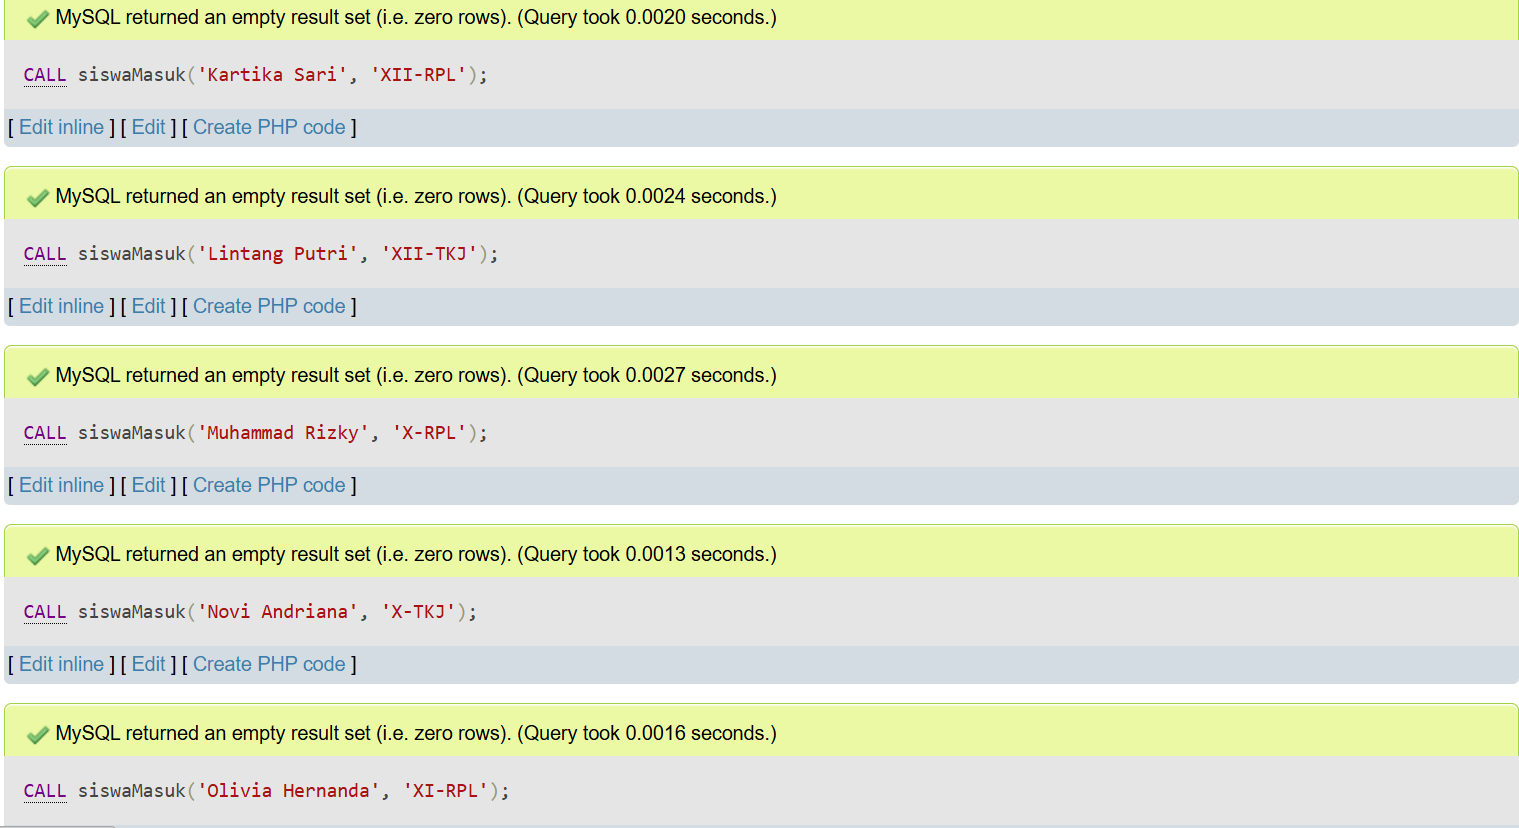 MySQL returned an empty result set (i.e. zero rows). (Query took 0.0020 seconds.)
CALL siswaMasuk('Kartika Sari', 'XII-RPL');
[ Edit inline ] [ Edit ] [ Create PHP code ]
MySQL returned an empty result set (i.e. zero rows). (Query took 0.0024 seconds.)
CALL siswaMasuk('Lintang Putri', 'XII-TKJ');
[ Edit inline ] [ Edit ] [ Create PHP code ]
MySQL returned an empty result set (i.e. zero rows). (Query took 0.0027 seconds.)
CALL siswaMasuk('Muhammad Rizky', 'X-RPL');
[ Edit inline ] [ Edit ] [ Create PHP code ]
MySQL returned an empty result set (i.e. zero rows). (Query took 0.0013 seconds.)
CALL siswaMasuk('Novi Andriana', 'X-TKJ');
[ Edit inline ] [ Edit ] [ Create PHP code ]
MySQL returned an empty result set (i.e. zero rows). (Query took 0.0016 seconds.)
CALL siswaMasuk('Olivia Hernanda', 'XI-RPL');